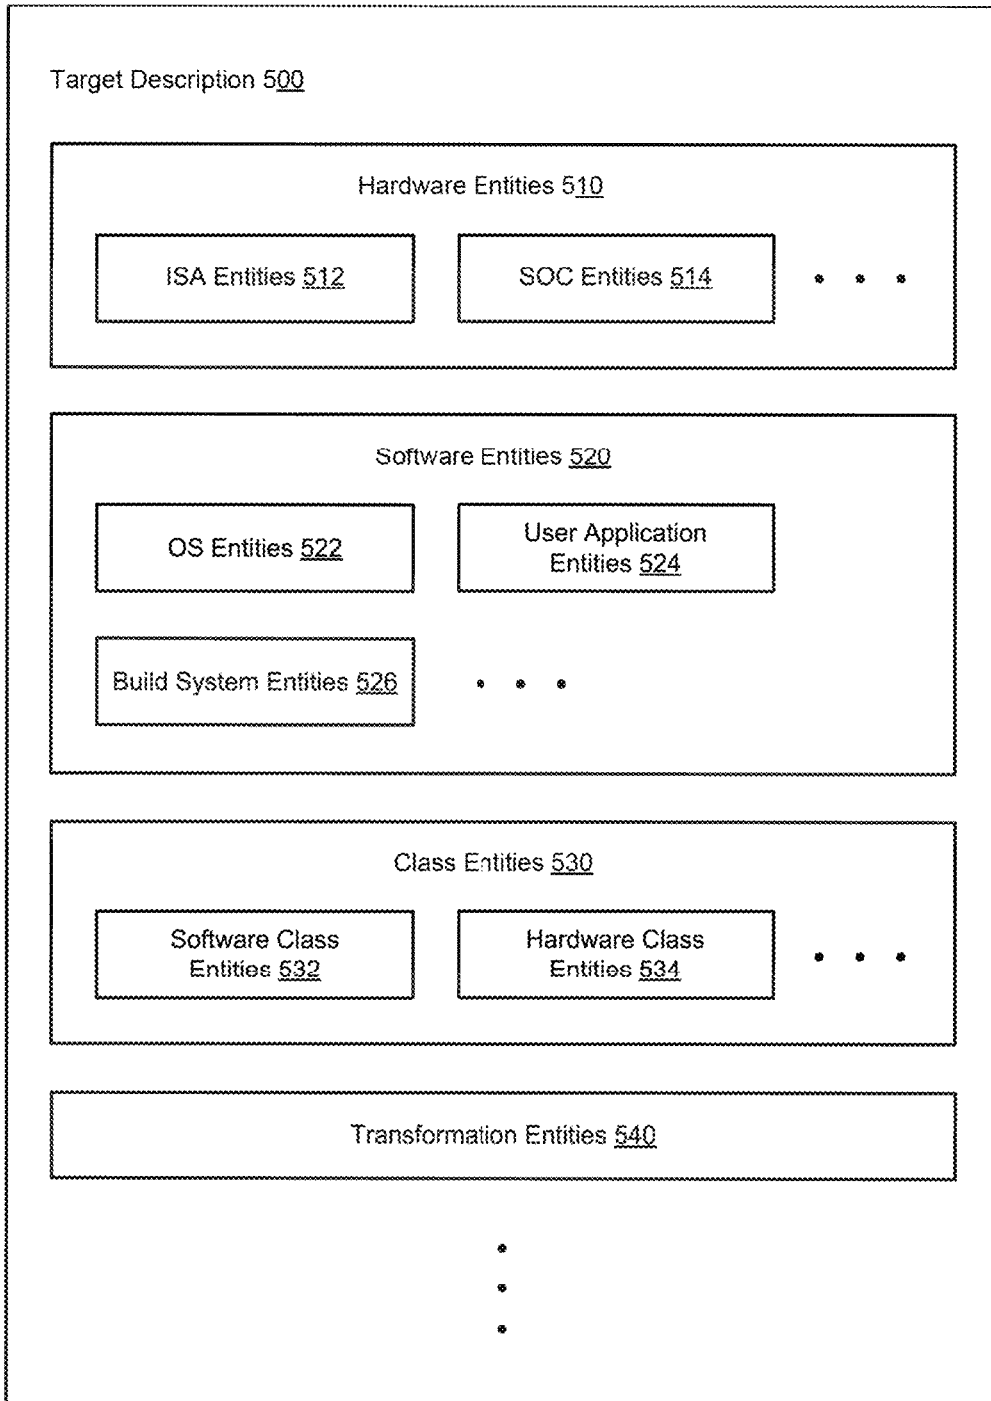 Target Description 500
Hardware Entities 510
ISA Entities 512
SOC Entities 514
Software Entities 520
OS Entities 522
User Application
Entities 524
Build System Entities 526
Class Entities 530
Software Class
Entities 532
Hardware Class
Entities 534
Transformation Entities 540